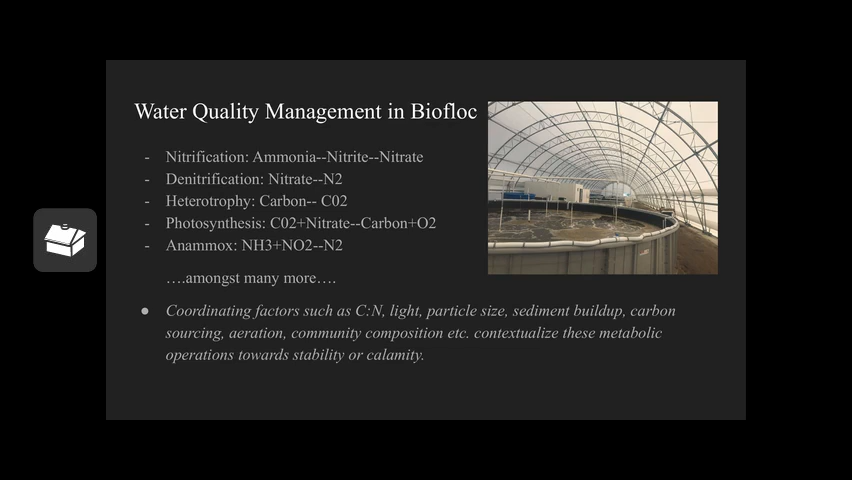 Water Quality Management in Biofloc
- Nitrification: Ammonia--Nitrite--Nitrate
- Denitrification: Nitrate--N2
- Heterotrophy: Carbon-- C02
- Photosynthesis: C02+Nitrate--Carbon+O2
- Anammox: NH3+NO2--N2
….amongst many more….
● Coordinating factors such as C:N, light, particle size, sediment buildup, carbon
sourcing, aeration, community composition etc. contextualize these metabolic
operations towards stability or calamity.